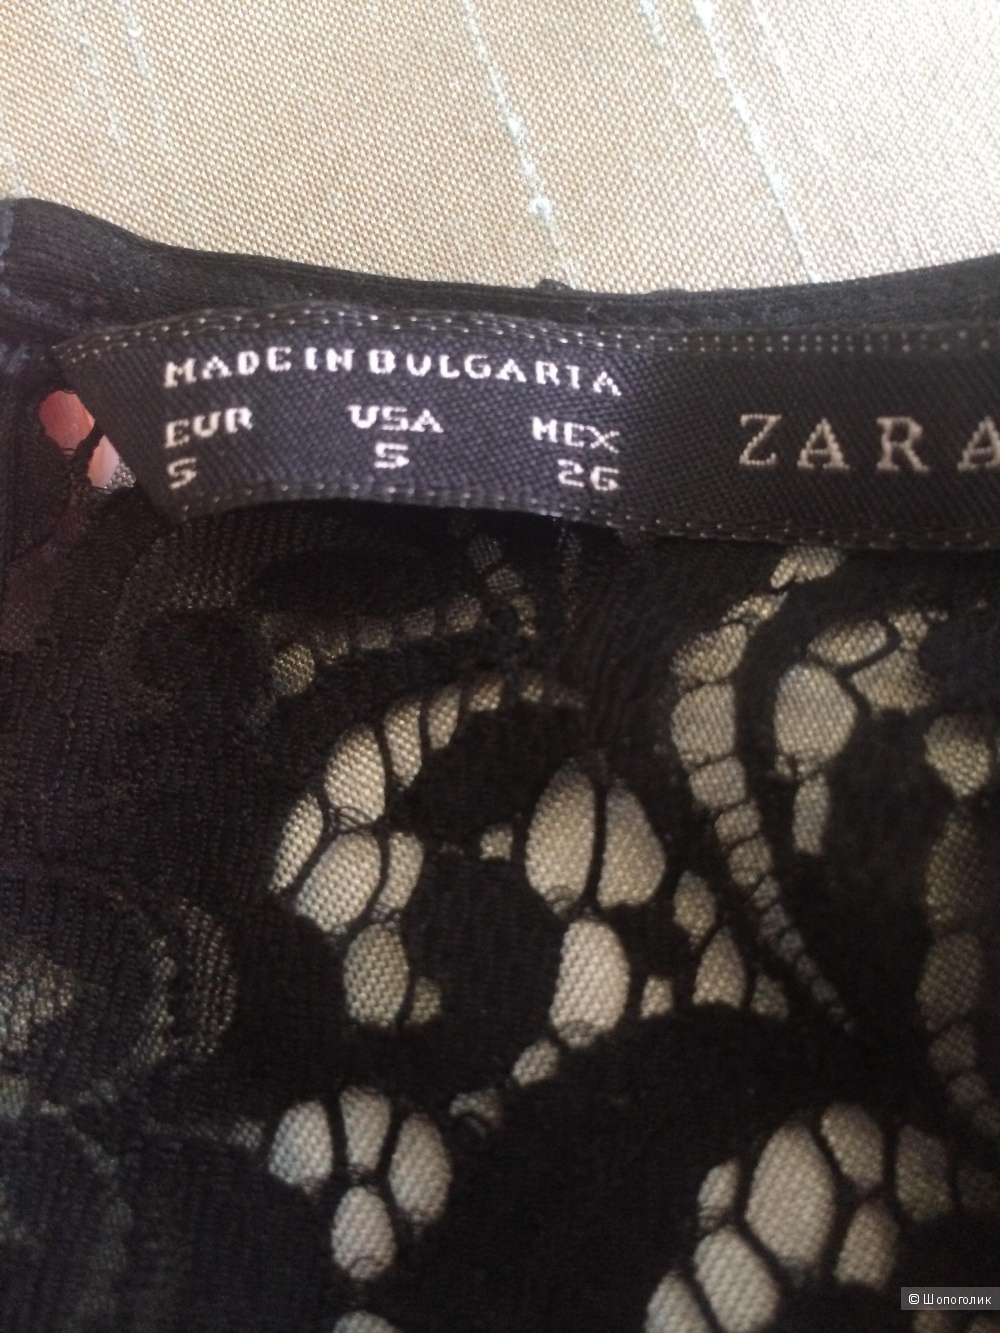 MADE IN BULGARIA
EUR USA MEX
S S 26
ZARA
© Шопоголик